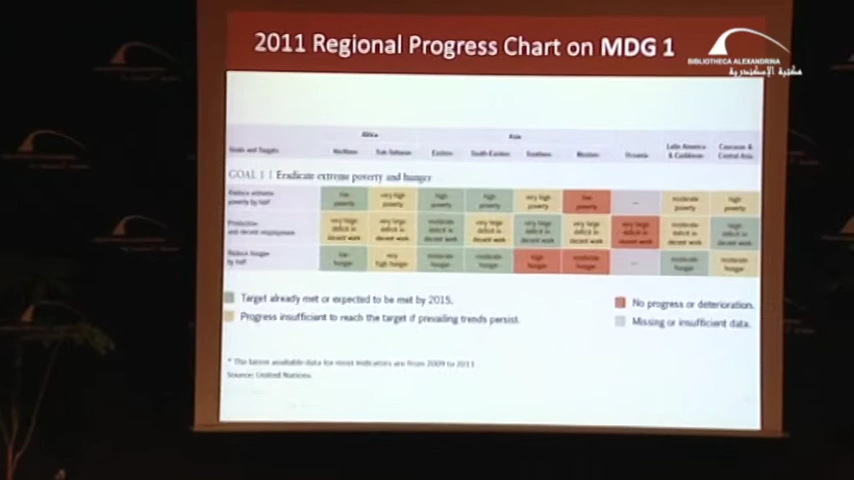 2011 Regional Progress Chart on MDG 1
BIBLIOTHECA ALEXANDRINA
مكتبة الإسكندرية
Africa Asia
Goals and Targets Northern Sub-Saharan Eastern South-Eastern Southern Western Oceania Latin America & Caribbean Caucasus & Central Asia
GOAL 1 | Eradicate extreme poverty and hunger
Reduce extreme poverty by half low poverty very high poverty high poverty high poverty very high poverty low poverty — moderate poverty high poverty
Productive and decent employment very large deficit in decent work very large deficit in decent work moderate deficit in decent work very large deficit in decent work very large deficit in decent work very large deficit in decent work very large deficit in decent work moderate deficit in decent work high deficit in decent work
Reduce hunger by half low hunger very high hunger moderate hunger moderate hunger high hunger moderate hunger — moderate hunger moderate hunger
Target already met or expected to be met by 2015.
No progress or deterioration.
Progress insufficient to reach the target if prevailing trends persist.
Missing or insufficient data.
* The latest available data for most indicators are from 2009 to 2011
Source: United Nations.